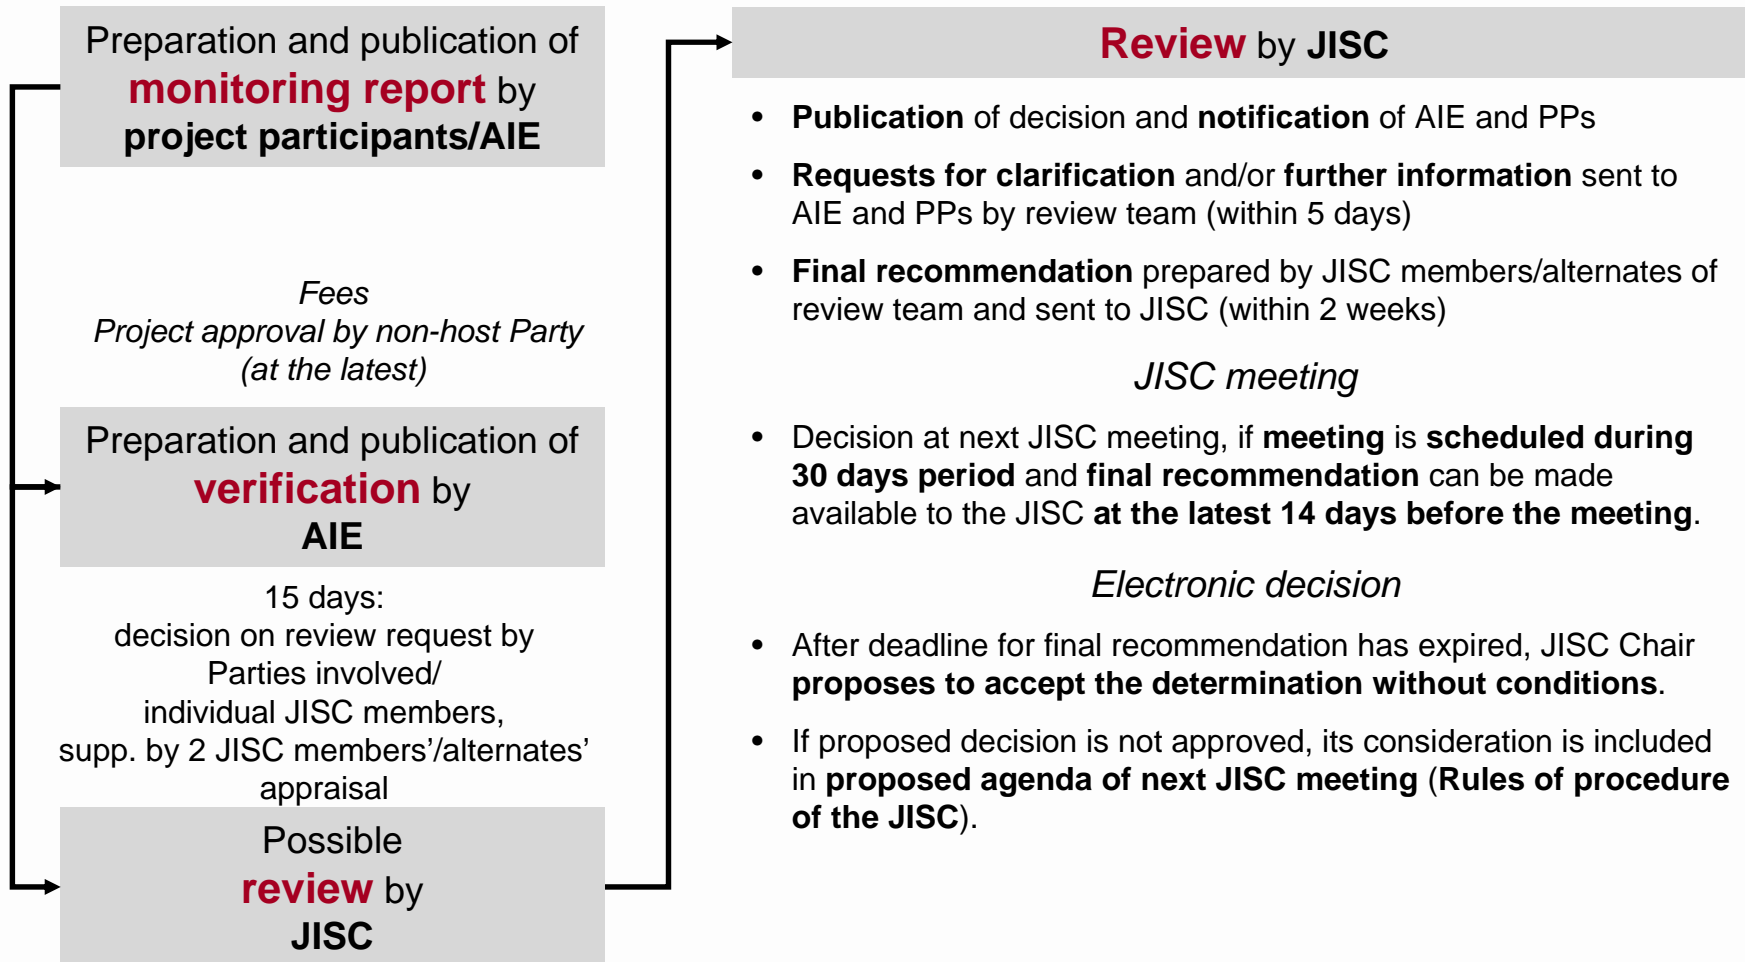 Preparation and publication of
monitoring report by
project participants/AIE
Fees
Project approval by non-host Party
(at the latest)
Preparation and publication of
verification by
AIE
15 days:
decision on review request by
Parties involved/
individual JISC members,
supp. by 2 JISC members’/alternates’
appraisal
Possible
review by
JISC
Review by JISC
• Publication of decision and notification of AIE and PPs
• Requests for clarification and/or further information sent to
AIE and PPs by review team (within 5 days)
• Final recommendation prepared by JISC members/alternates of
review team and sent to JISC (within 2 weeks)
JISC meeting
• Decision at next JISC meeting, if meeting is scheduled during
30 days period and final recommendation can be made
available to the JISC at the latest 14 days before the meeting.
Electronic decision
• After deadline for final recommendation has expired, JISC Chair
proposes to accept the determination without conditions.
• If proposed decision is not approved, its consideration is included
in proposed agenda of next JISC meeting (Rules of procedure
of the JISC).